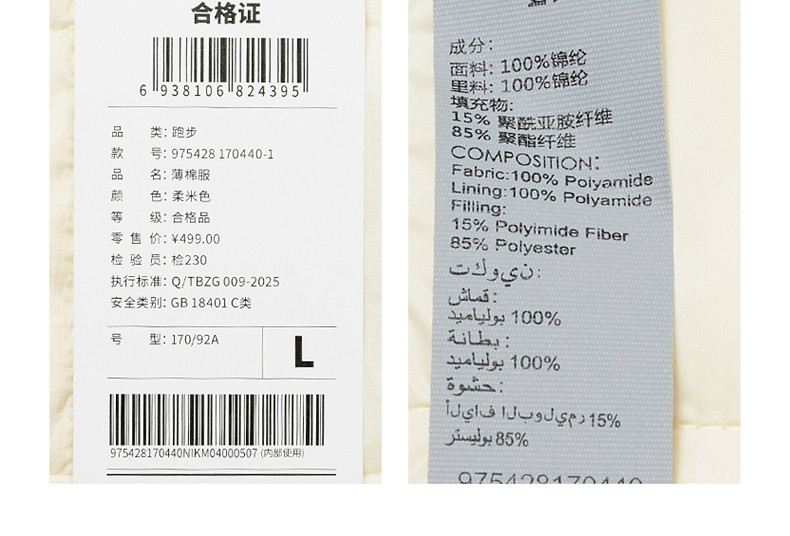 合格证
6 938106 824395
品 类: 跑步
款 号: 975428 170440-1
品 名: 薄棉服
颜 色: 柔米色
等 级: 合格品
零 售 价: ¥499.00
检 验 员: 检230
执行标准: Q/TBZG 009-2025
安全类别: GB 18401 C类
号 型: 170/92A
L
975428170440NIKM04000507 (内部使用)
成分:
面料: 100%锦纶
里料: 100%锦纶
填充物:
15% 聚酰亚胺纤维
85% 聚酯纤维
COMPOSITION:
Fabric:100% Polyamide
Lining:100% Polyamide
Filling:
15% Polyimide Fiber
85% Polyester
نيوكت:
قماش:
بولياميد 100%
بطانة:
بولياميد 100%
حشوة:
ألياف البوليمر 15%
بوليستر 85%
975428170440